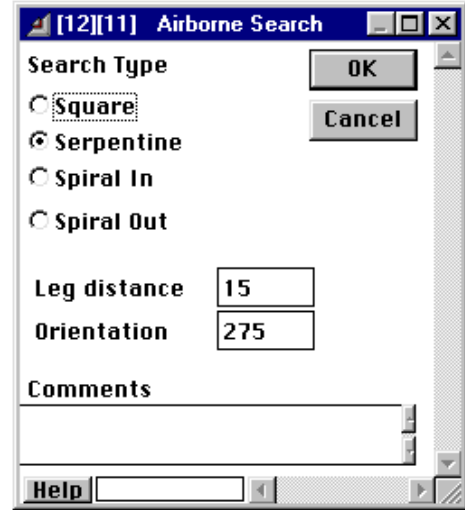 [12][11] Airborne Search
Search Type
OK
Square
Cancel
Serpentine
Spiral In
Spiral Out
Leg distance 15
Orientation 275
Comments
Help